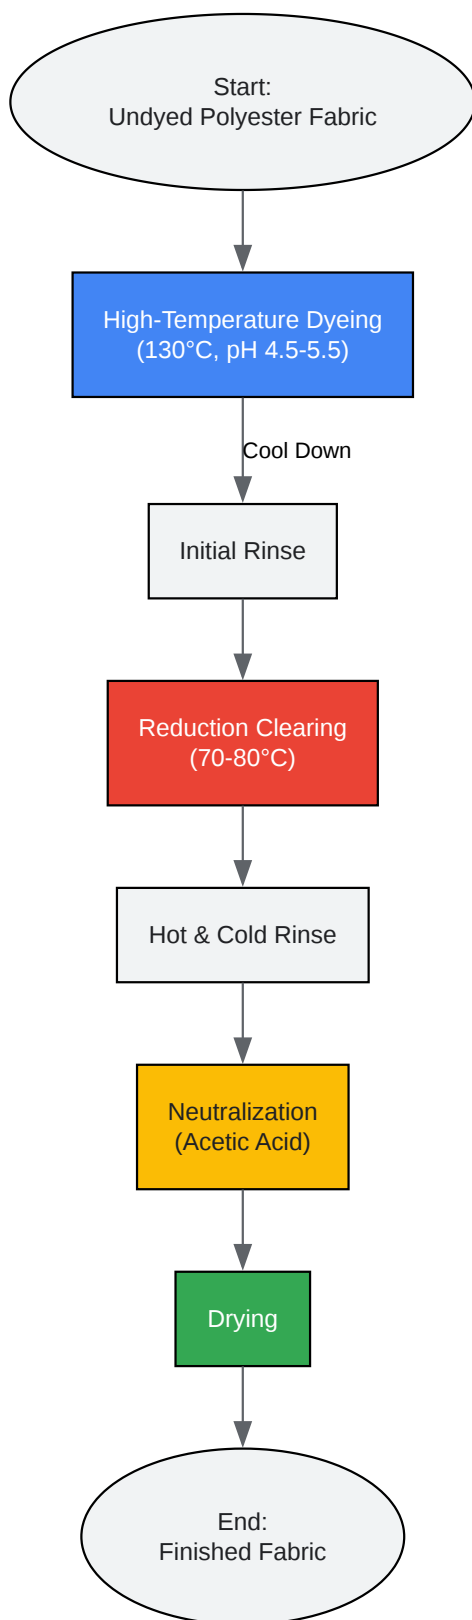 Start:
Undyed Polyester Fabric
High-Temperature Dyeing
(130°C, pH 4.5-5.5)
Cool Down
Initial Rinse
Reduction Clearing
(70-80°C)
Hot & Cold Rinse
Neutralization
(Acetic Acid)
Drying
End:
Finished Fabric